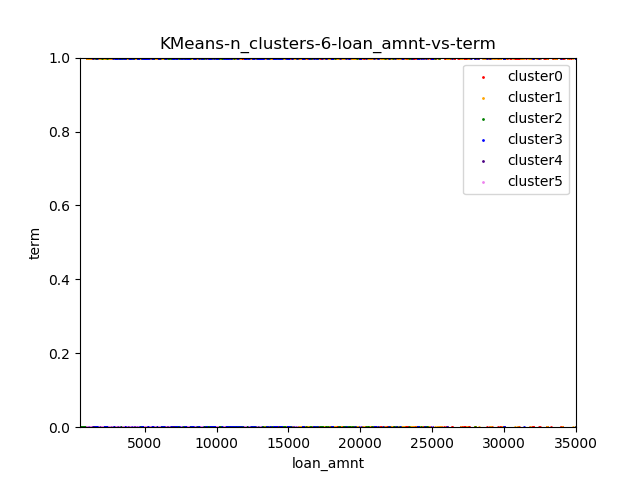 KMeans-n_clusters-6-loan_amnt-vs-term
1.0
0.8
0.6
0.4
0.2
0.0
term
cluster0
cluster1
cluster2
cluster3
cluster4
cluster5
5000 10000 15000 20000 25000 30000 35000
loan_amnt